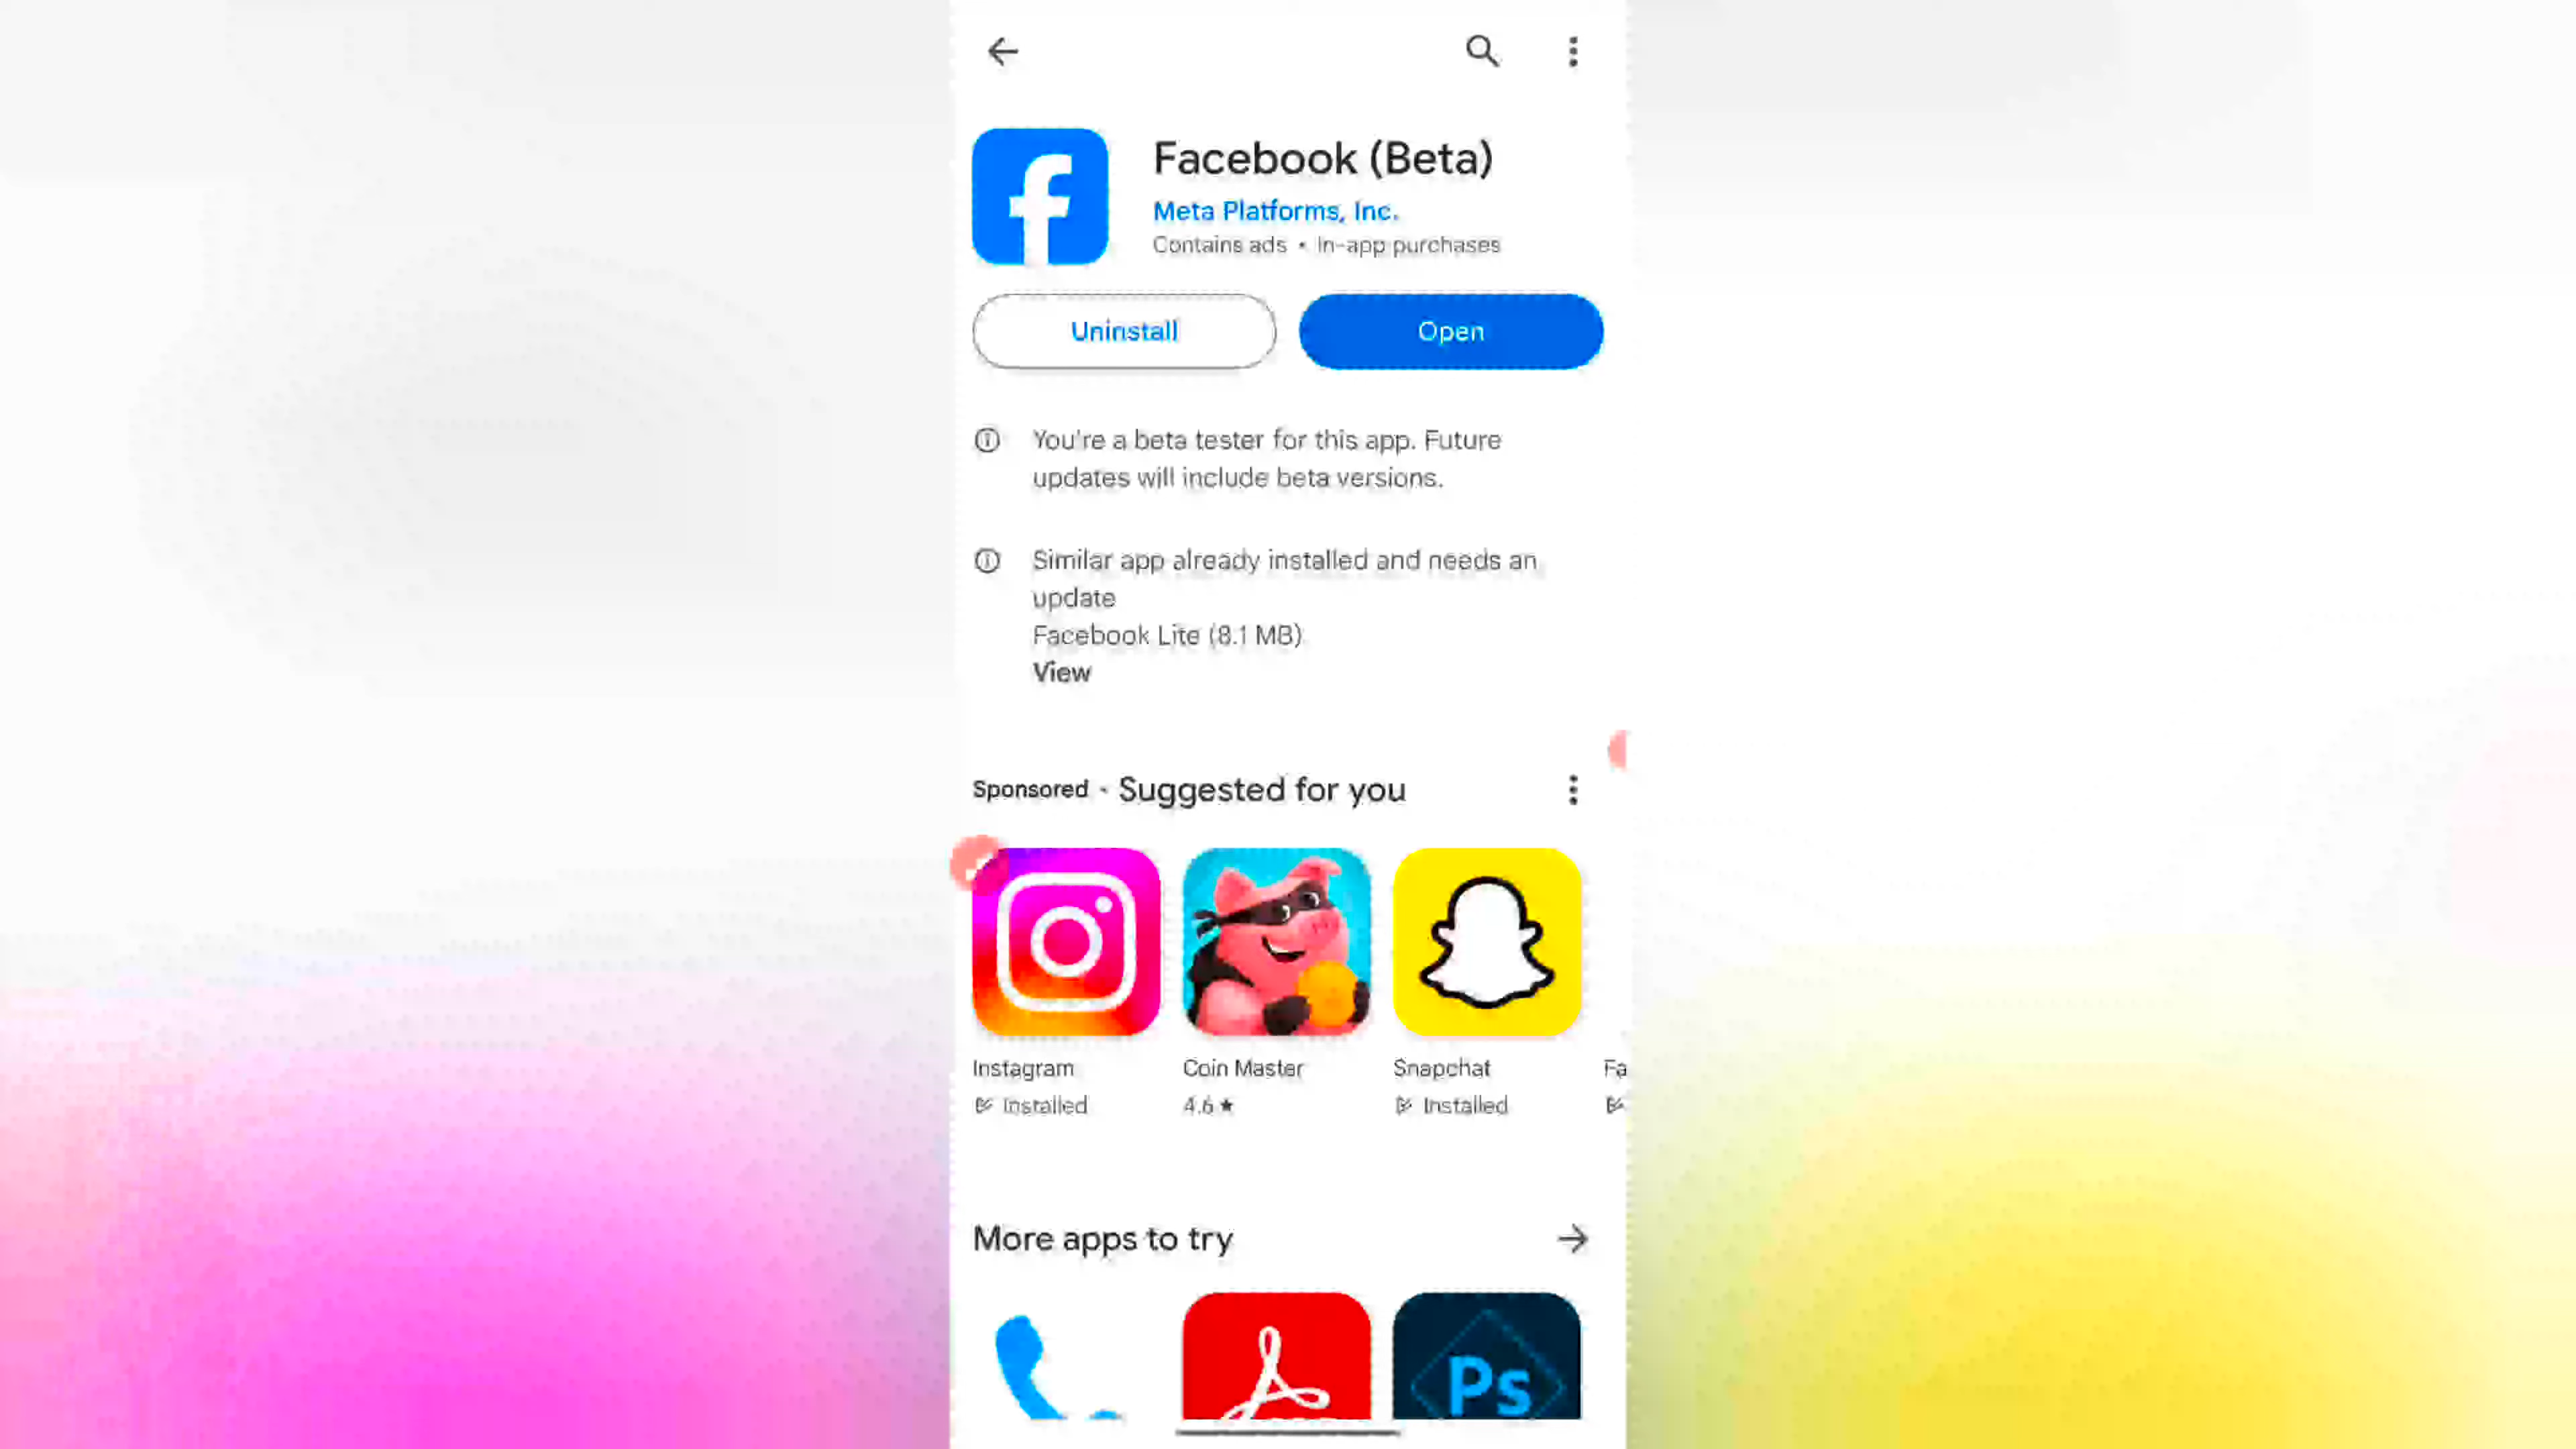 Facebook (Beta)
Meta Platforms, Inc.
Contains ads • In-app purchases
Uninstall
Open
You're a beta tester for this app. Future
updates will include beta versions.
Similar app already installed and needs an
update
Facebook Lite (8.1 MB)
View
Sponsored · Suggested for you
Instagram
Coin Master
Snapchat
Fa
Installed
4.6 ★
Installed
More apps to try
Ps